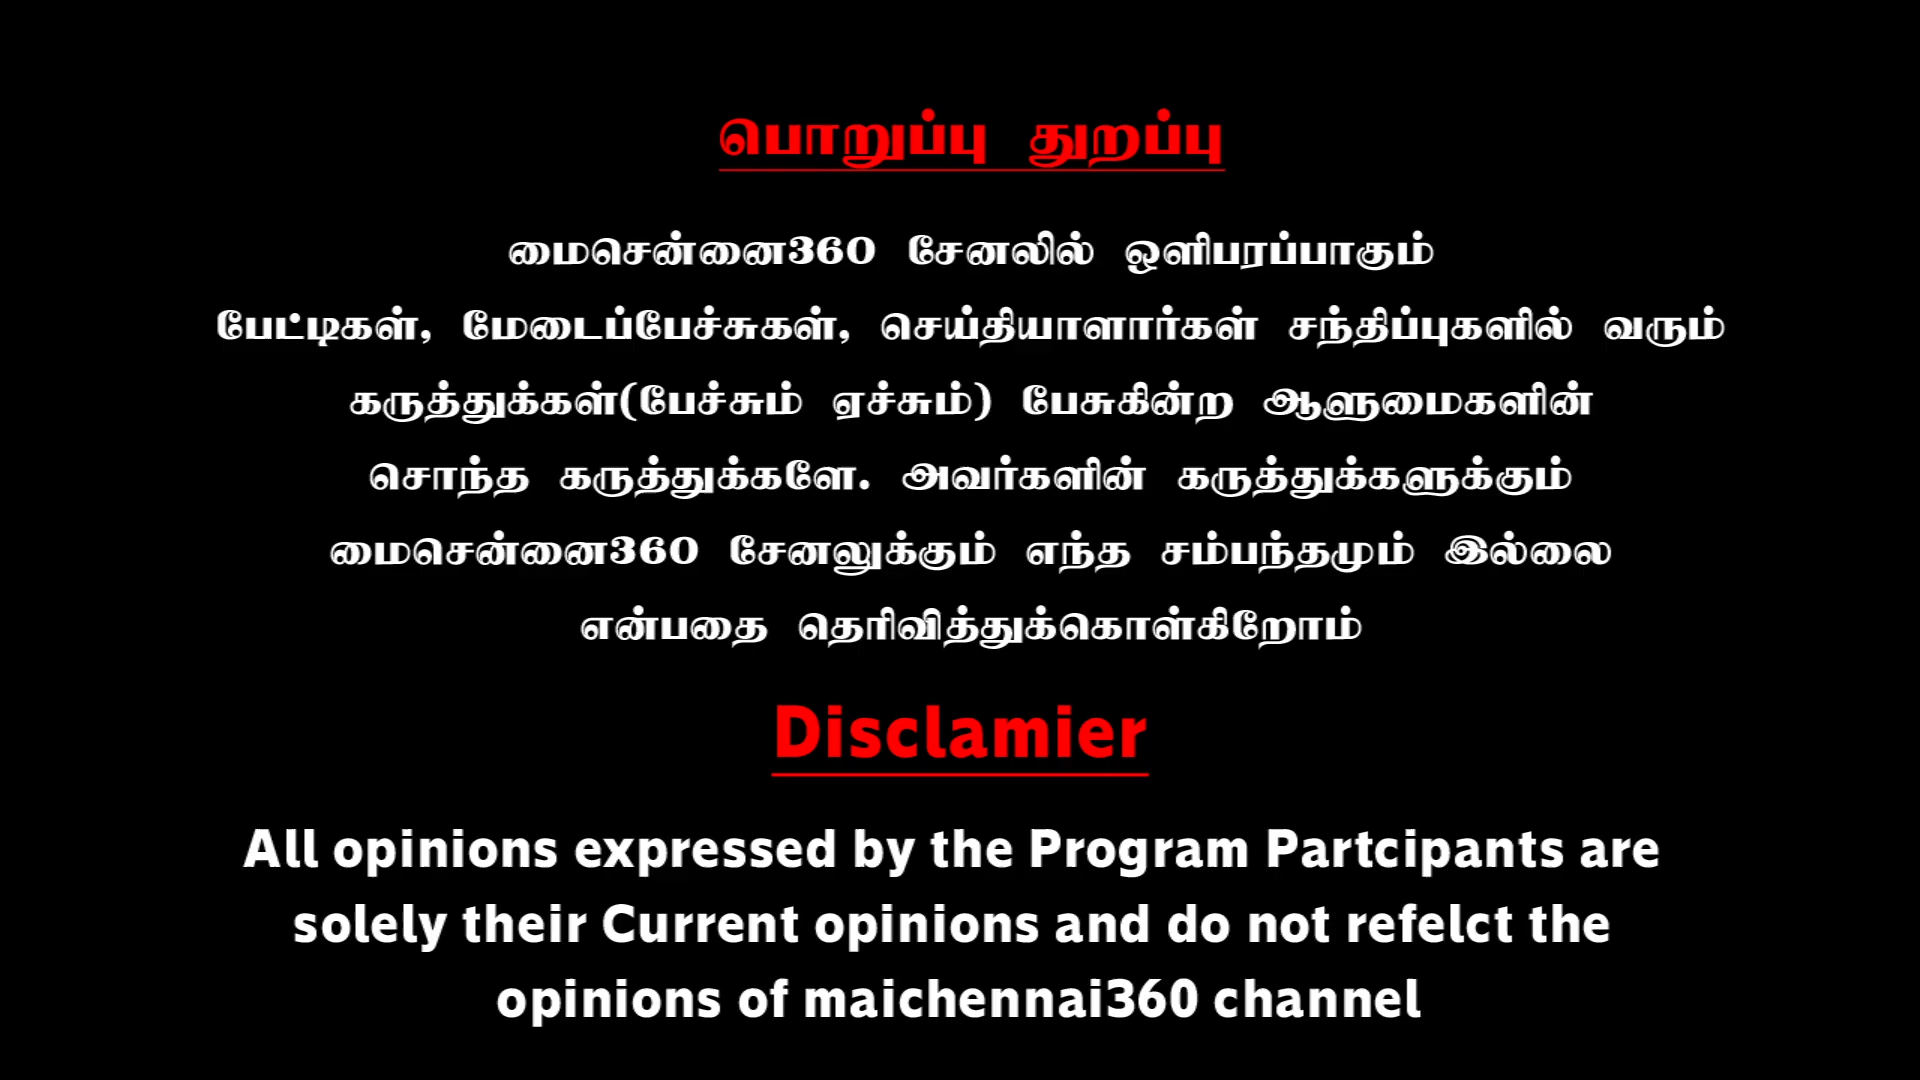 பொறுப்பு துறப்பு
மைசென்னை360 சேனலில் ஒளிபரப்பாகும்
பேட்டிகள், மேடைப்பேச்சுகள், செய்தியாளார்கள் சந்திப்புகளில் வரும்
கருத்துக்கள்(பேச்சும் ஏச்சும்) பேசுகின்ற ஆளுமைகளின்
சொந்த கருத்துக்களே. அவர்களின் கருத்துக்களுக்கும்
மைசென்னை360 சேனலுக்கும் எந்த சம்பந்தமும் இல்லை
என்பதை தெரிவித்துக்கொள்கிறோம்
Disclamier
All opinions expressed by the Program Partcipants are
solely their Current opinions and do not refelct the
opinions of maichennai360 channel